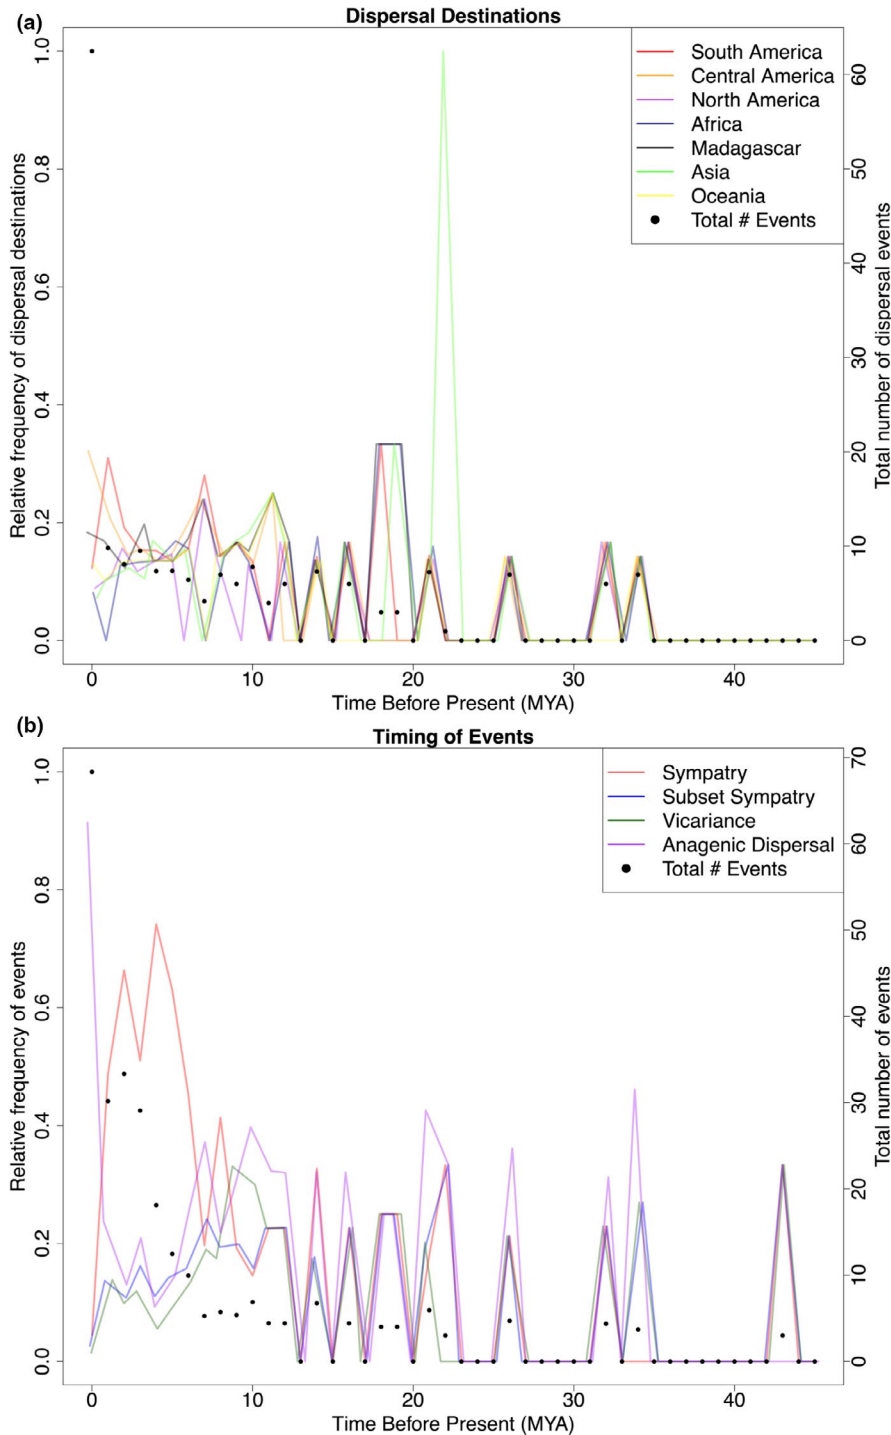 (a)
Dispersal Destinations
Relative frequency of dispersal destinations
0.0
0.2
0.4
0.6
0.8
1.0
South America
Central America
North America
Africa
Madagascar
Asia
Oceania
Total # Events
Total number of dispersal events
0
10
20
30
40
50
60
0
10
20
30
40
Time Before Present (MYA)
(b)
Timing of Events
Relative frequency of events
0.0
0.2
0.4
0.6
0.8
1.0
Sympatry
Subset Sympatry
Vicariance
Anagenic Dispersal
Total # Events
Total number of events
0
10
20
30
40
50
60
70
0
10
20
30
40
Time Before Present (MYA)